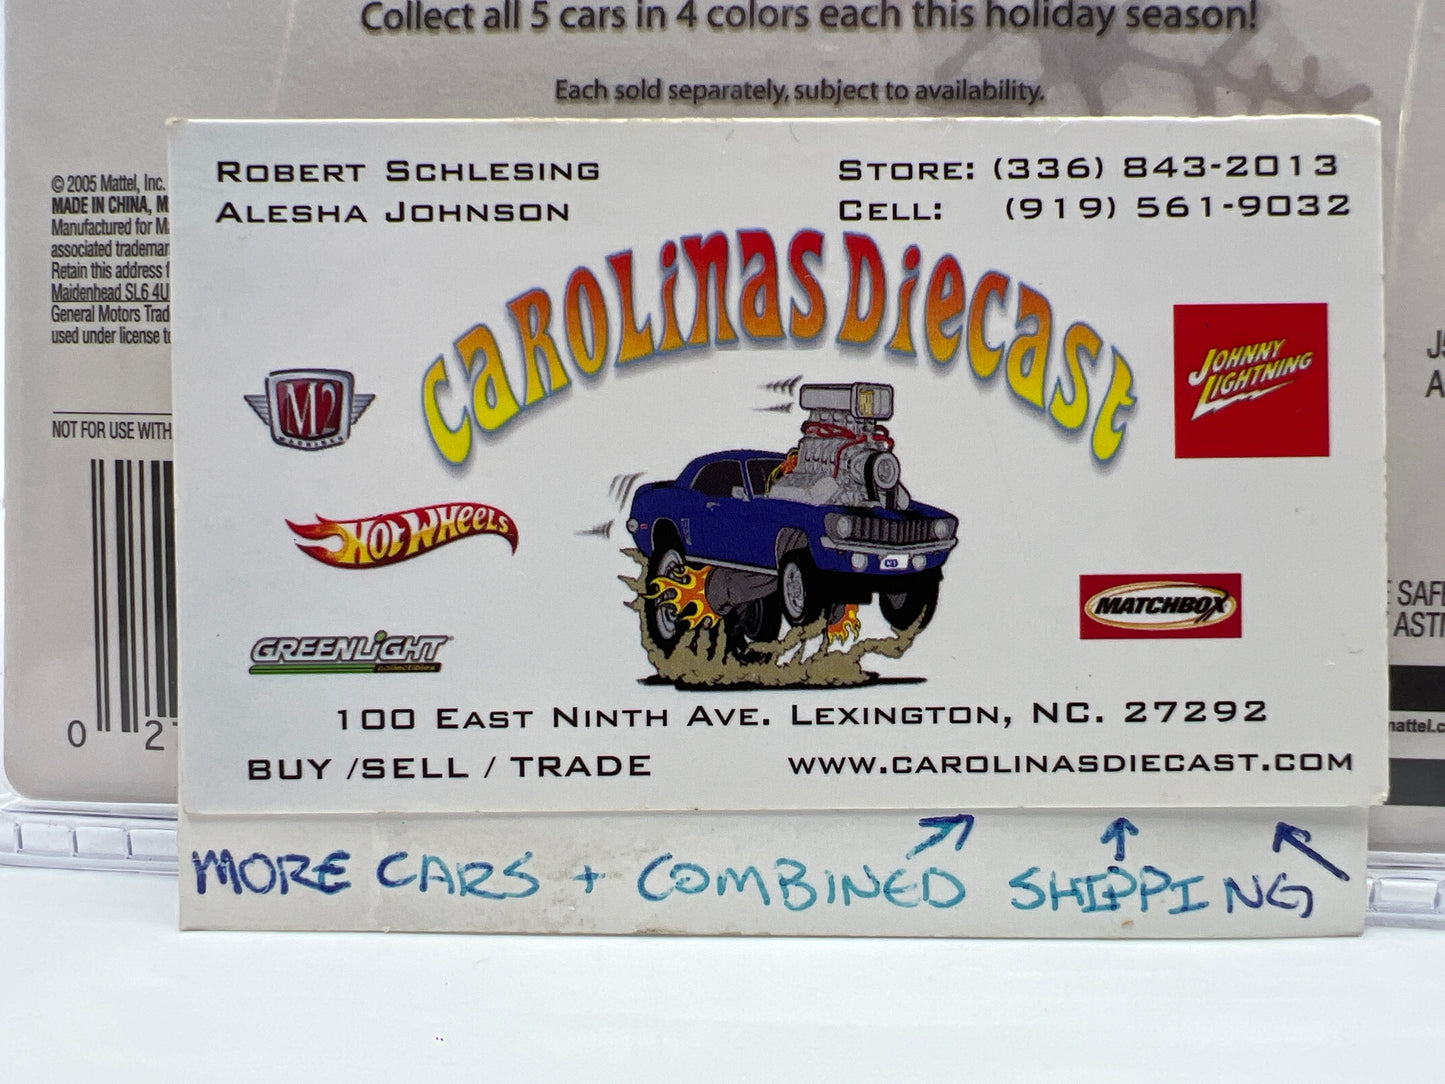 Collect all 5 cars in 4 colors each this holiday season!
Each sold separately, subject to availability.
© 2005 Mattel, Inc.
MADE IN CHINA,
Manufactured for
associated
Retain this address
Maidenhead SL6 4U
General Motors Trad
used under license
NOT FOR USE WITH
0 27
ROBERT SCHLESING
ALESHA JOHNSON
STORE: (336) 843-2013
CELL: (919) 561-9032
CAROLiNAS DiECASt
M2
MACHINES
JOHNNY
LIGHTNING
HOT WHEELS
MATCHBOX
GREENLiGHT
collectibles
100 EAST NINTH AVE. LEXINGTON, NC. 27292
BUY /SELL / TRADE
WWW.CAROLINASDIECAST.COM
MORE CARS + COMBINED SHIPPING